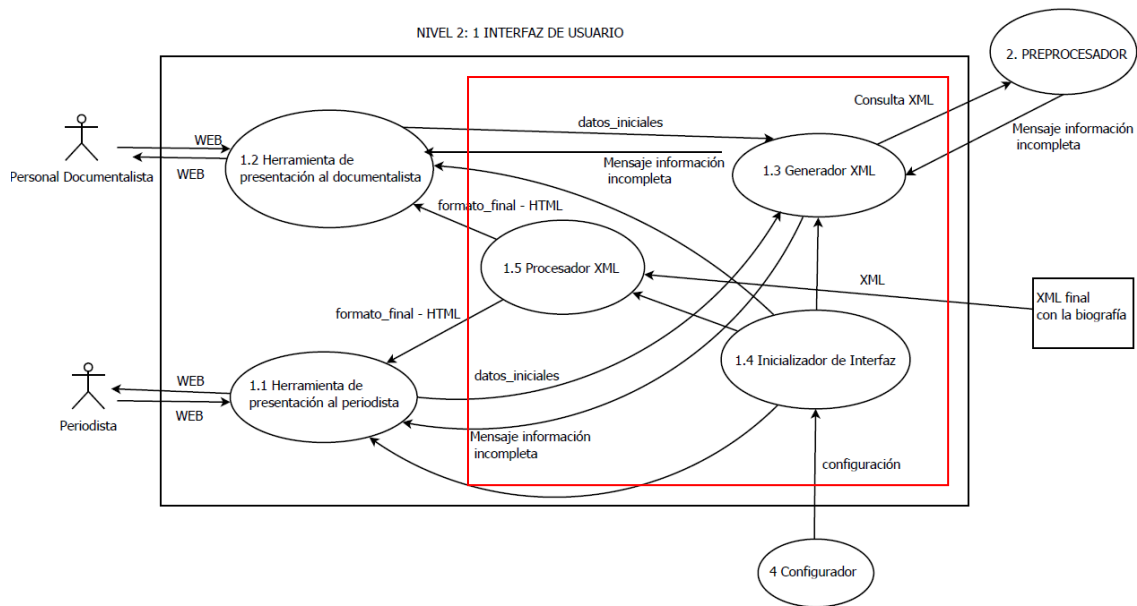 NIVEL 2: 1 INTERFAZ DE USUARIO
2. PREPROCESADOR
Consulta XML
Mensaje información
incompleta
datos_iniciales
WEB
WEB
Personal Documentalista
1.2 Herramienta de
presentación al documentalista
Mensaje información
incompleta
1.3 Generador XML
formato_final - HTML
1.5 Procesador XML
XML
XML final
con la biografía
formato_final - HTML
1.4 Inicializador de Interfaz
WEB
WEB
Periodista
1.1 Herramienta de
presentación al periodista
datos_iniciales
Mensaje información
incompleta
configuración
4 Configurador